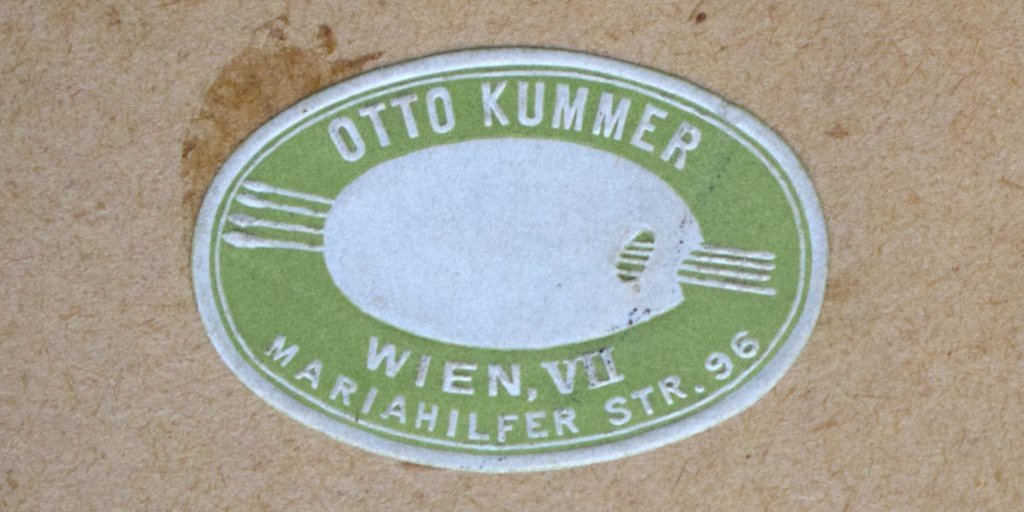 OTTO KUMMER
WIEN, VII
MARIAHILFER STR. 96